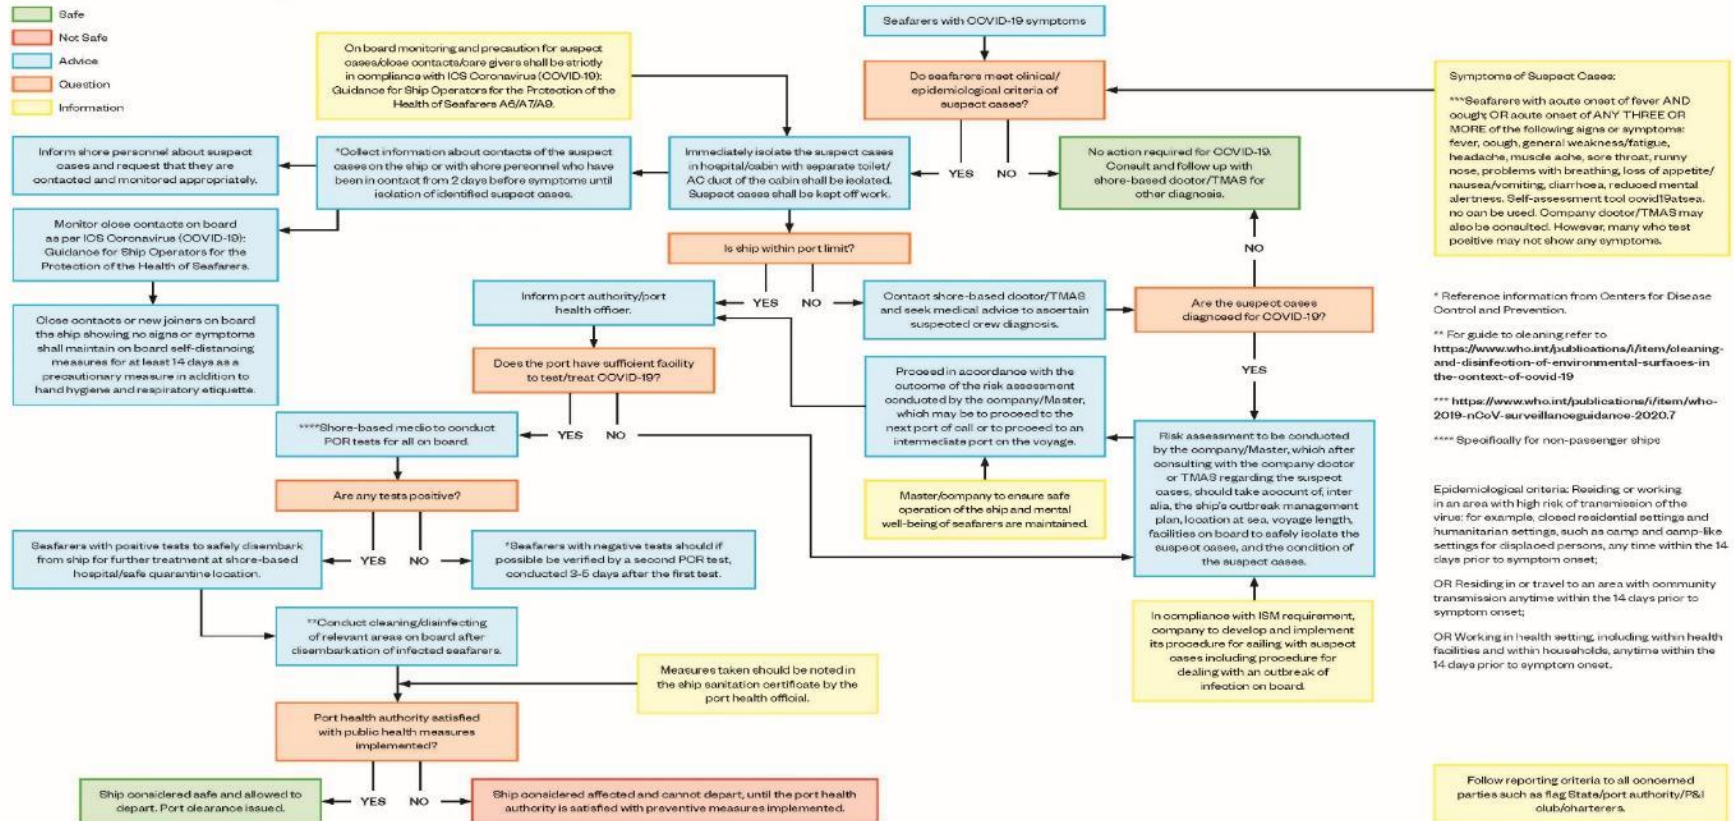 Safe
Not Safe
Advice
Question
Information
Seafarers with COVID-19 symptoms
On board monitoring and precaution for suspect
cases/close contacts/care givers shall be strictly
in compliance with ICS Coronavirus (COVID-19):
Guidance for Ship Operators for the Protection of the
Health of Seafarers A6/A7/A9.
Do seafarers meet clinical/
epidemiological criteria of
suspect cases?
YES
NO
Symptoms of Suspect Cases:
***Seafarers with acute onset of fever AND
cough; OR acute onset of ANY THREE OR
MORE of the following signs or symptoms:
fever, cough, general weakness/fatigue,
headache, muscle ache, sore throat, runny
nose, problems with breathing, loss of appetite/
nausea/vomiting, diarrhoea, reduced mental
alertness. Self-assessment tool covid19atsea.
no can be used. Company doctor/TMAS may
also be consulted. However, many who test
positive may not show any symptoms.
Inform shore personnel about suspect
cases and request that they are
contacted and monitored appropriately.
*Collect information about contacts of the suspect
cases on the ship or with shore personnel who have
been in contact from 2 days before symptoms until
isolation of identified suspect cases.
Immediately isolate the suspect cases
in hospital/cabin with separate toilet/
AC duct of the cabin shall be isolated.
Suspect cases shall be kept off work.
No action required for COVID-19.
Consult and follow up with
shore-based doctor/TMAS for
other diagnosis.
Monitor close contacts on board
as per ICS Coronavirus (COVID-19):
Guidance for Ship Operators for the
Protection of the Health of Seafarers.
Is ship within port limit?
YES
NO
NO
Close contacts or new joiners on board
the ship showing no signs or symptoms
shall maintain on board self-distancing
measures for at least 14 days as a
precautionary measure in addition to
hand hygiene and respiratory etiquette.
Inform port authority/port
health officer.
Contact shore-based doctor/TMAS
and seek medical advice to ascertain
suspected crew diagnosis.
Are the suspect cases
diagnosed for COVID-19?
YES
Does the port have sufficient facility
to test/treat COVID-19?
YES
NO
Proceed in accordance with the
outcome of the risk assessment
conducted by the company/Master,
which may be to proceed to the
next port of call or to proceed to an
intermediate port on the voyage.
* Reference information from Centers for Disease
Control and Prevention.
** For guide to cleaning refer to
https://www.who.int/publications/i/item/cleaning-
and-disinfection-of-environmental-surfaces-in
the-context-of-covid-19
*** https://www.who.int/publications/i/item/who-
2019-nCoV-surveillanceguidance-2020.7
**** Specifically for non-passenger ships
****Shore-based medic to conduct
PCR tests for all on board.
Are any tests positive?
YES
NO
Master/company to ensure safe
operation of the ship and mental
well-being of seafarers are maintained.
Risk assessment to be conducted
by the company/Master, which after
consulting with the company doctor
or TMAS regarding the suspect
cases, should take account of, inter
alia, the ship's outbreak management
plan, location at sea, voyage length,
facilities on board to safely isolate the
suspect cases, and the condition of
the suspect cases.
Seafarers with positive tests to safely disembark
from ship for further treatment at shore-based
hospital/safe quarantine location.
*Seafarers with negative tests should if
possible be verified by a second PCR test,
conducted 3-5 days after the first test.
Epidemiological criteria: Residing or working
in an area with high risk of transmission of the
virus: for example, closed residential settings and
humanitarian settings, such as camp and camp-like
settings for displaced persons, any time within the 14
days prior to symptom onset;
OR Residing in or travel to an area with community
transmission anytime within the 14 days prior to
symptom onset;
OR Working in health setting, including within health
facilities and within households, anytime within the
14 days prior to symptom onset.
**Conduct cleaning/disinfecting
of relevant areas on board after
disembarkation of infected seafarers.
In compliance with ISM requirement,
company to develop and implement
its procedure for sailing with suspect
cases including procedure for
dealing with an outbreak of
infection on board.
Measures taken should be noted in
the ship sanitation certificate by the
port health official.
Port health authority satisfied
with public health measures
implemented?
YES
NO
Ship considered safe and allowed to
depart. Port clearance issued.
Ship considered affected and cannot depart, until the port health
authority is satisfied with preventive measures implemented.
Follow reporting criteria to all concerned
parties such as flag State/port authority/P&I
club/charterers.